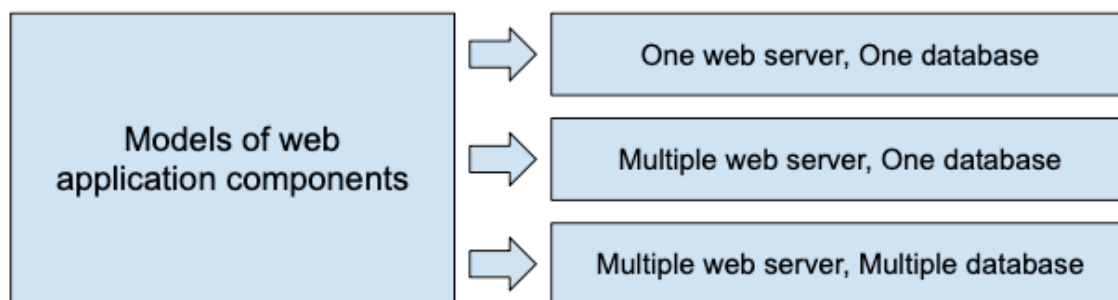 Models of web
application components
One web server, One database
Multiple web server, One database
Multiple web server, Multiple database